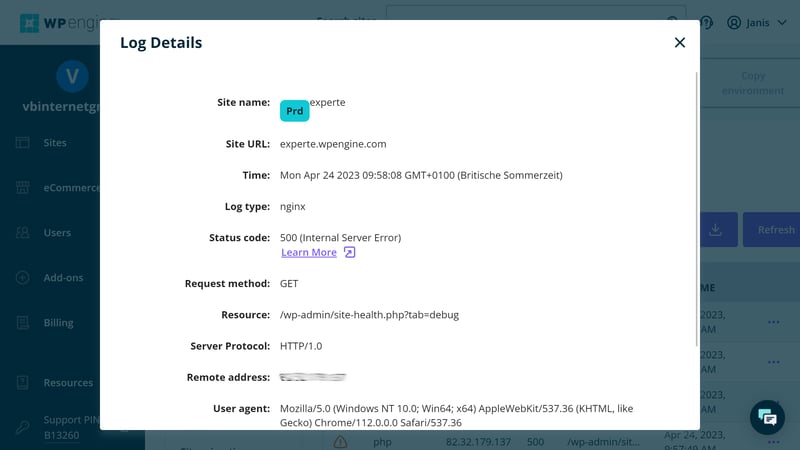 WP engine
Search sites
Janis
Log Details
Copy
environment
V
vbinternetgr
Site name: Prd experte
Site URL: experte.wpengine.com
Sites
Time: Mon Apr 24 2023 09:58:08 GMT+0100 (Britische Sommerzeit)
eCommerce
Log type: nginx
Users
Refresh
Status code: 500 (Internal Server Error)
Learn More
Add-ons
Request method: GET
ME
Resource: /wp-admin/site-health.php?tab=debug
2023,
AM
Billing
Server Protocol: HTTP/1.0
2023,
AM
Remote address:
Resources
2023,
AM
User agent: Mozilla/5.0 (Windows NT 10.0; Win64; x64) AppleWebKit/537.36 (KHTML, like
Gecko) Chrome/112.0.0.0 Safari/537.36
Support PIN
B13260
php 82.32.179.137 500 /wp-admin/sit... Apr 24, 2023,
9:57:49 AM